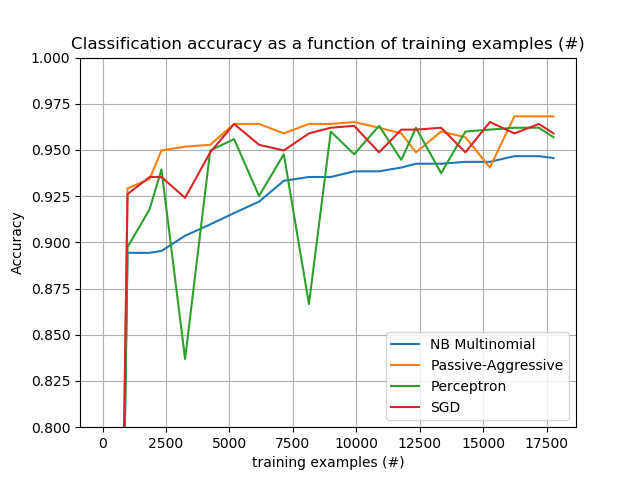 Classification accuracy as a function of training examples (#)
1.000
0.975
0.950
0.925
0.900
0.875
0.850
0.825
0.800
Accuracy
NB Multinomial
Passive-Aggressive
Perceptron
SGD
0 2500 5000 7500 10000 12500 15000 17500
training examples (#)